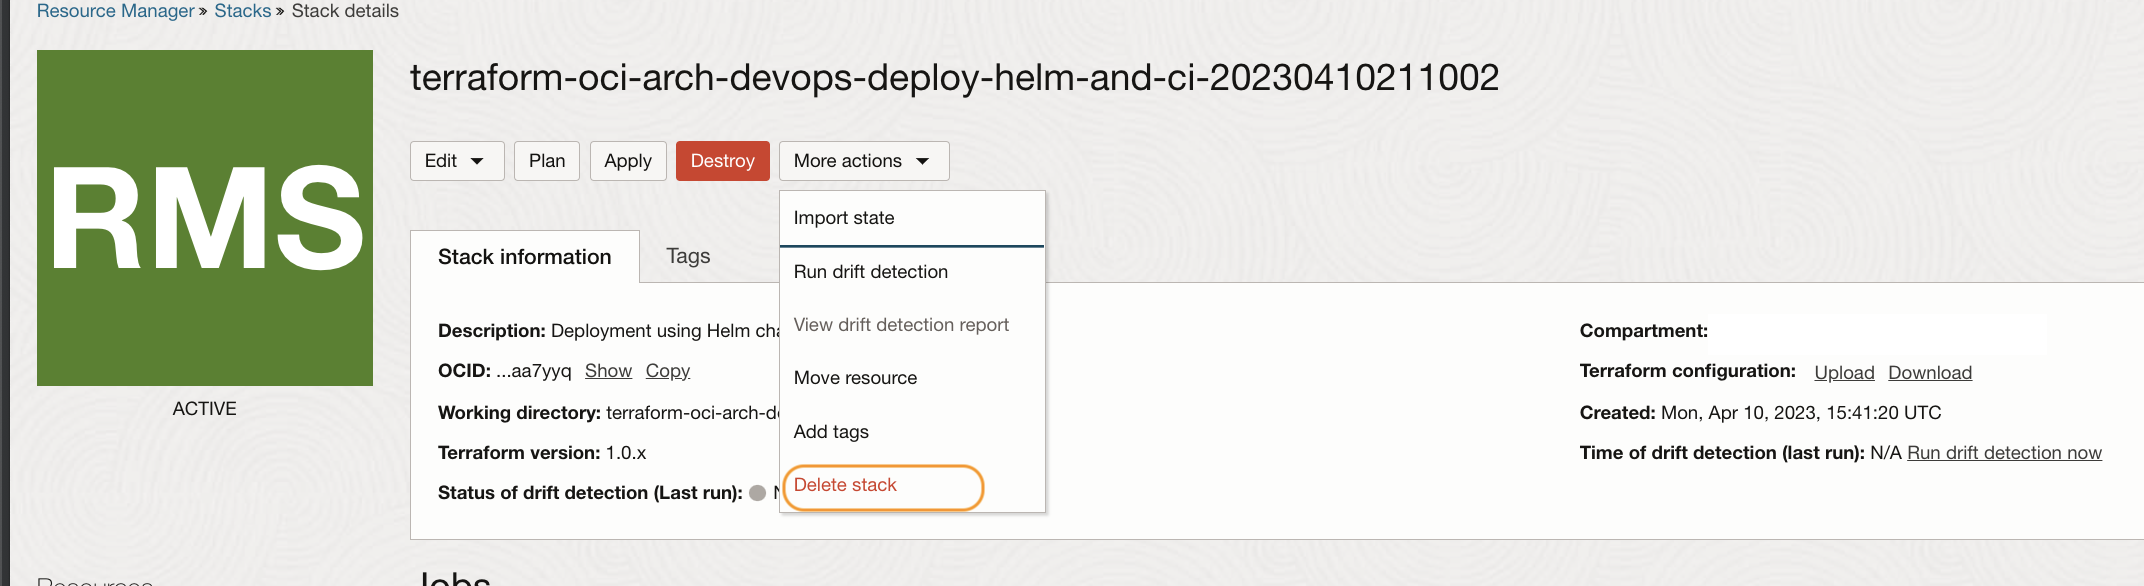 Resource Manager » Stacks » Stack details
RMS
ACTIVE
terraform-oci-arch-devops-deploy-helm-and-ci-20230410211002
Edit Plan Apply Destroy More actions
Import state
Run drift detection
View drift detection report
Move resource
Add tags
Delete stack
Stack information Tags
Description: Deployment using Helm
OCID: ...aa7yyq Show Copy
Working directory: terraform-oci-arch-d
Terraform version: 1.0.x
Status of drift detection (Last run):
Compartment:
Terraform configuration: Upload Download
Created: Mon, Apr 10, 2023, 15:41:20 UTC
Time of drift detection (last run): N/A Run drift detection now
Resources
Jobs